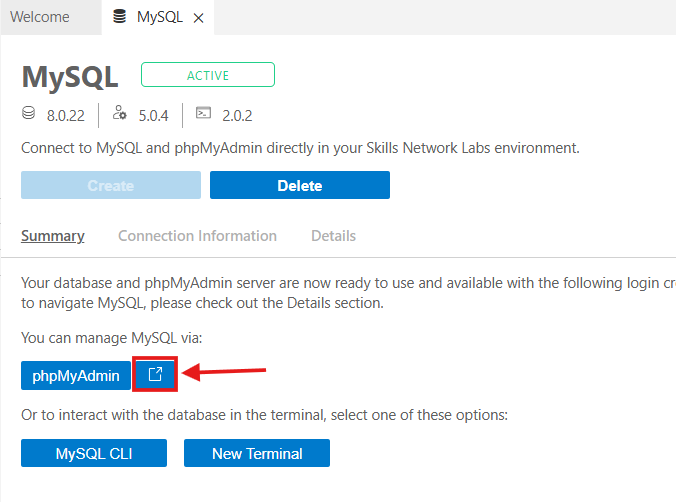 Welcome
MySQL
MySQL
ACTIVE
8.0.22
5.0.4
2.0.2
Connect to MySQL and phpMyAdmin directly in your Skills Network Labs environment.
Create
Delete
Summary
Connection Information
Details
Your database and phpMyAdmin server are now ready to use and available with the following login
to navigate MySQL, please check out the Details section.
You can manage MySQL via:
phpMyAdmin
Or to interact with the database in the terminal, select one of these options:
MySQL CLI
New Terminal